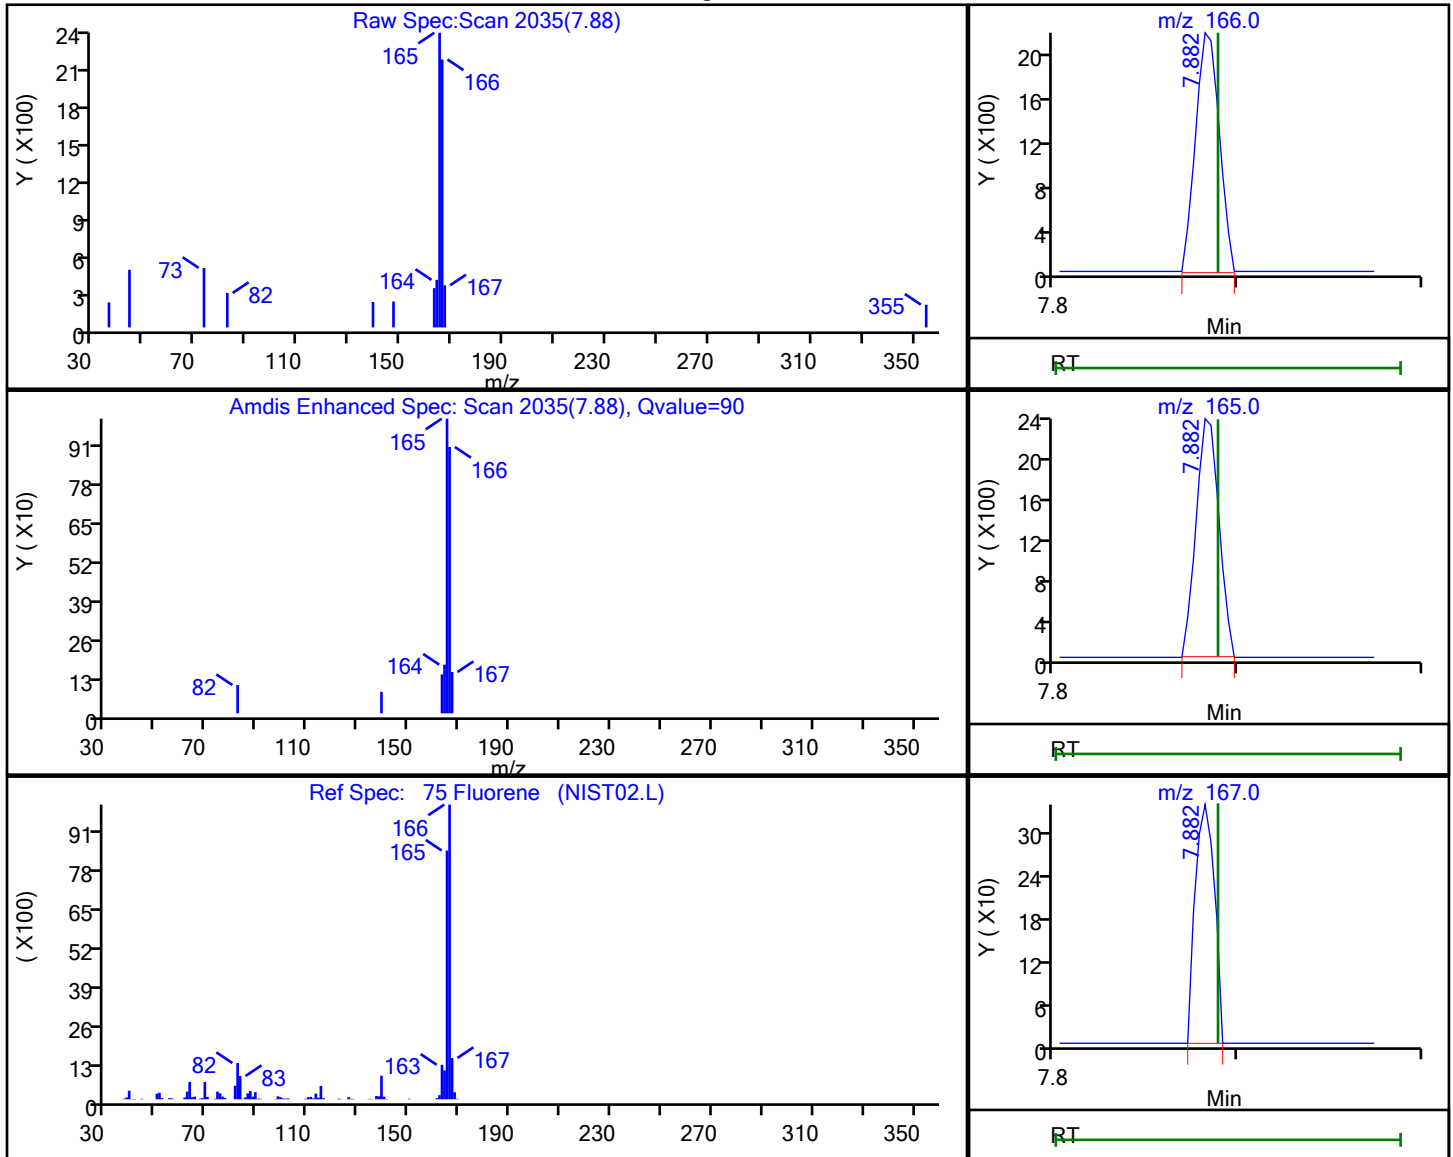 Raw Spec:Scan 2035(7.88)
24
21
18
15
12
9
6
3
0
Y ( X100)
165
166
73
82
164
167
355
30 70 110 150 190 230 270 310 350
m/z
m/z 166.0
20
16
12
8
4
0
Y ( X100)
7.882
7.8
Min
RT
Amdis Enhanced Spec: Scan 2035(7.88), Qvalue=90
91
78
65
52
39
26
13
0
Y ( X10)
165
166
82
164
167
30 70 110 150 190 230 270 310 350
m/z
m/z 165.0
24
20
16
12
8
4
0
Y ( X100)
7.882
7.8
Min
RT
Ref Spec: 75 Fluorene (NIST02.L)
91
78
65
52
39
26
13
0
( X100)
166
165
82
83
163
167
30 70 110 150 190 230 270 310 350
m/z 167.0
30
24
18
12
6
0
Y ( X10)
7.882
7.8
Min
RT